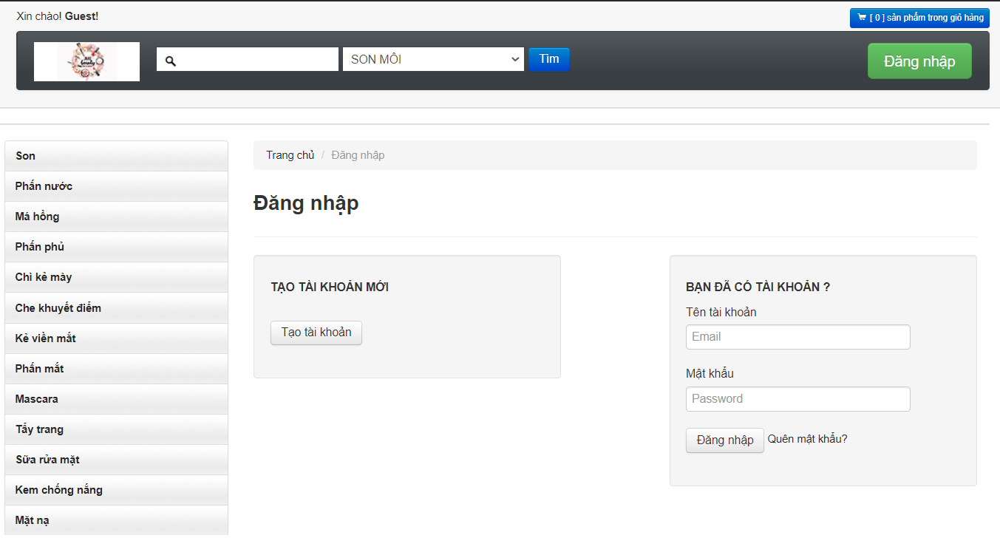 Xin chào! Guest!
[ 0 ] sản phẩm trong giỏ hàng
SON MÔI
Tìm
Đăng nhập
Son
Phấn nước
Má hồng
Phấn phủ
Chì kẻ mày
Che khuyết điểm
Kẻ viền mắt
Phấn mắt
Mascara
Tẩy trang
Sữa rửa mặt
Kem chống nắng
Mặt nạ
Trang chủ / Đăng nhập
Đăng nhập
TẠO TÀI KHOẢN MỚI
Tạo tài khoản
BẠN ĐÃ CÓ TÀI KHOẢN ?
Tên tài khoản
Email
Mật khẩu
Password
Đăng nhập Quên mật khẩu?